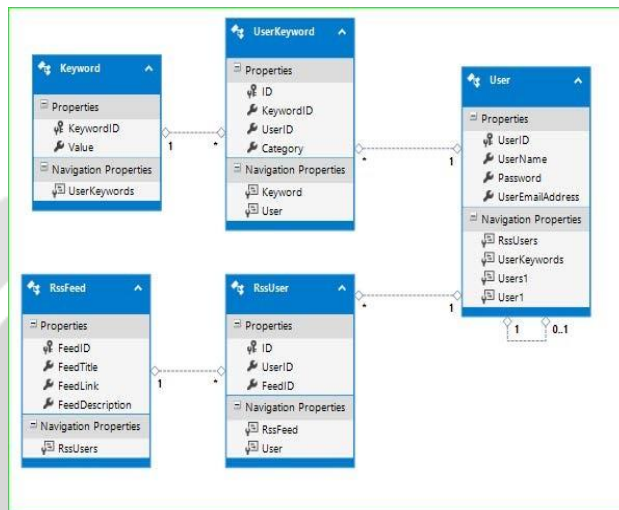 Keyword
Properties
KeywordID
Value
Navigation Properties
UserKeywords
1
*
UserKeyword
Properties
ID
KeywordID
UserID
Category
Navigation Properties
Keyword
User
*
1
User
Properties
UserID
UserName
Password
UserEmailAddress
Navigation Properties
RssUsers
UserKeywords
Users1
User1
1
0..1
RssFeed
Properties
FeedID
FeedTitle
FeedLink
FeedDescription
Navigation Properties
RssUsers
1
*
RssUser
Properties
ID
UserID
FeedID
Navigation Properties
RssFeed
User
*
1